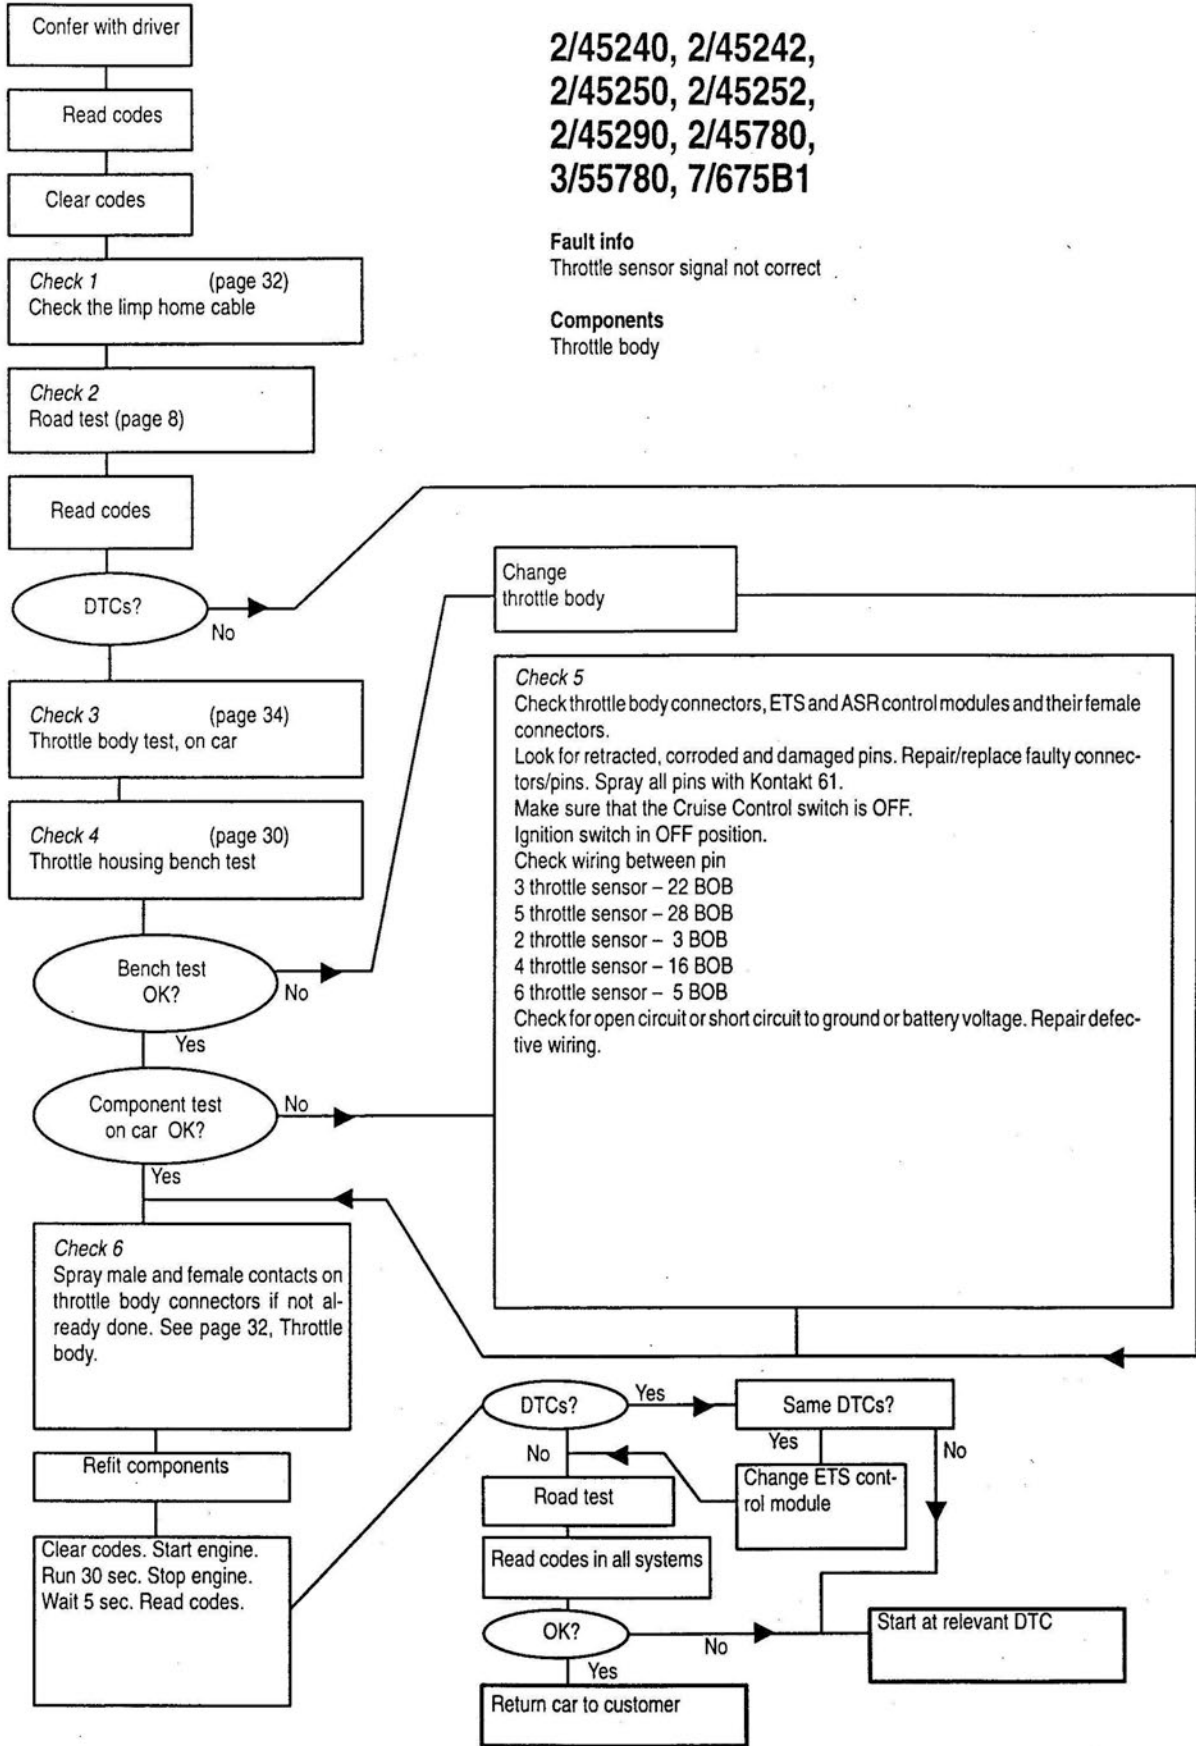 Confer with driver
Read codes
Clear codes
Check 1 (page 32)
Check the limp home cable
Check 2
Road test (page 8)
Read codes
DTCs?
No
Check 3 (page 34)
Throttle body test, on car
Check 4 (page 30)
Throttle housing bench test
Bench test
OK?
No
Yes
Component test
on car OK?
No
Yes
Check 6
Spray male and female contacts on
throttle body connectors if not al-
ready done. See page 32, Throttle
body.
Refit components
Clear codes. Start engine.
Run 30 sec. Stop engine.
Wait 5 sec. Read codes.
2/45240, 2/45242,
2/45250, 2/45252,
2/45290, 2/45780,
3/55780, 7/675B1
Fault info
Throttle sensor signal not correct
Components
Throttle body
Change
throttle body
Check 5
Check throttle body connectors, ETS and ASR control modules and their female
connectors.
Look for retracted, corroded and damaged pins. Repair/replace faulty connec-
tors/pins. Spray all pins with Kontakt 61.
Make sure that the Cruise Control switch is OFF.
Ignition switch in OFF position.
Check wiring between pin
3 throttle sensor – 22 BOB
5 throttle sensor – 28 BOB
2 throttle sensor – 3 BOB
4 throttle sensor – 16 BOB
6 throttle sensor – 5 BOB
Check for open circuit or short circuit to ground or battery voltage. Repair defec-
tive wiring.
DTCs?
Yes
Same DTCs?
No
Yes
No
Change ETS cont-
rol module
Road test
Read codes in all systems
OK?
No
Start at relevant DTC
Yes
Return car to customer